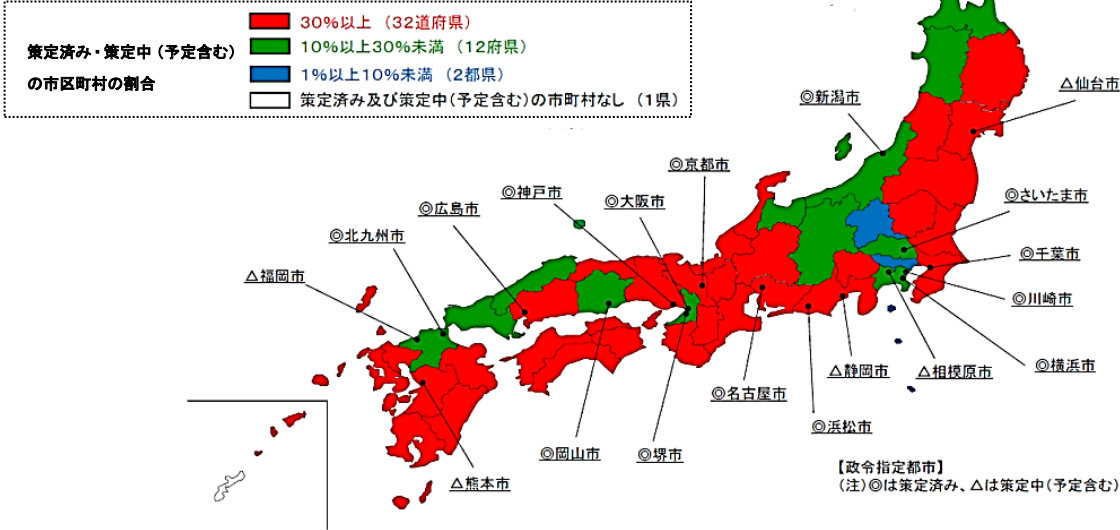 策定済み・策定中（予定含む）
の市区町村の割合
30％以上 （32道府県）
10％以上30％未満 （12府県）
1％以上10％未満 （2都県）
策定済み及び策定中（予定含む）の市町村なし （1県）
△仙台市
◎新潟市
◎京都市
◎神戸市
◎大阪市
◎さいたま市
◎広島市
◎北九州市
◎千葉市
△福岡市
◎川崎市
△静岡市
△相模原市
◎横浜市
◎名古屋市
◎浜松市
◎岡山市
◎堺市
△熊本市
【政令指定都市】
（注）◎は策定済み、△は策定中（予定含む）